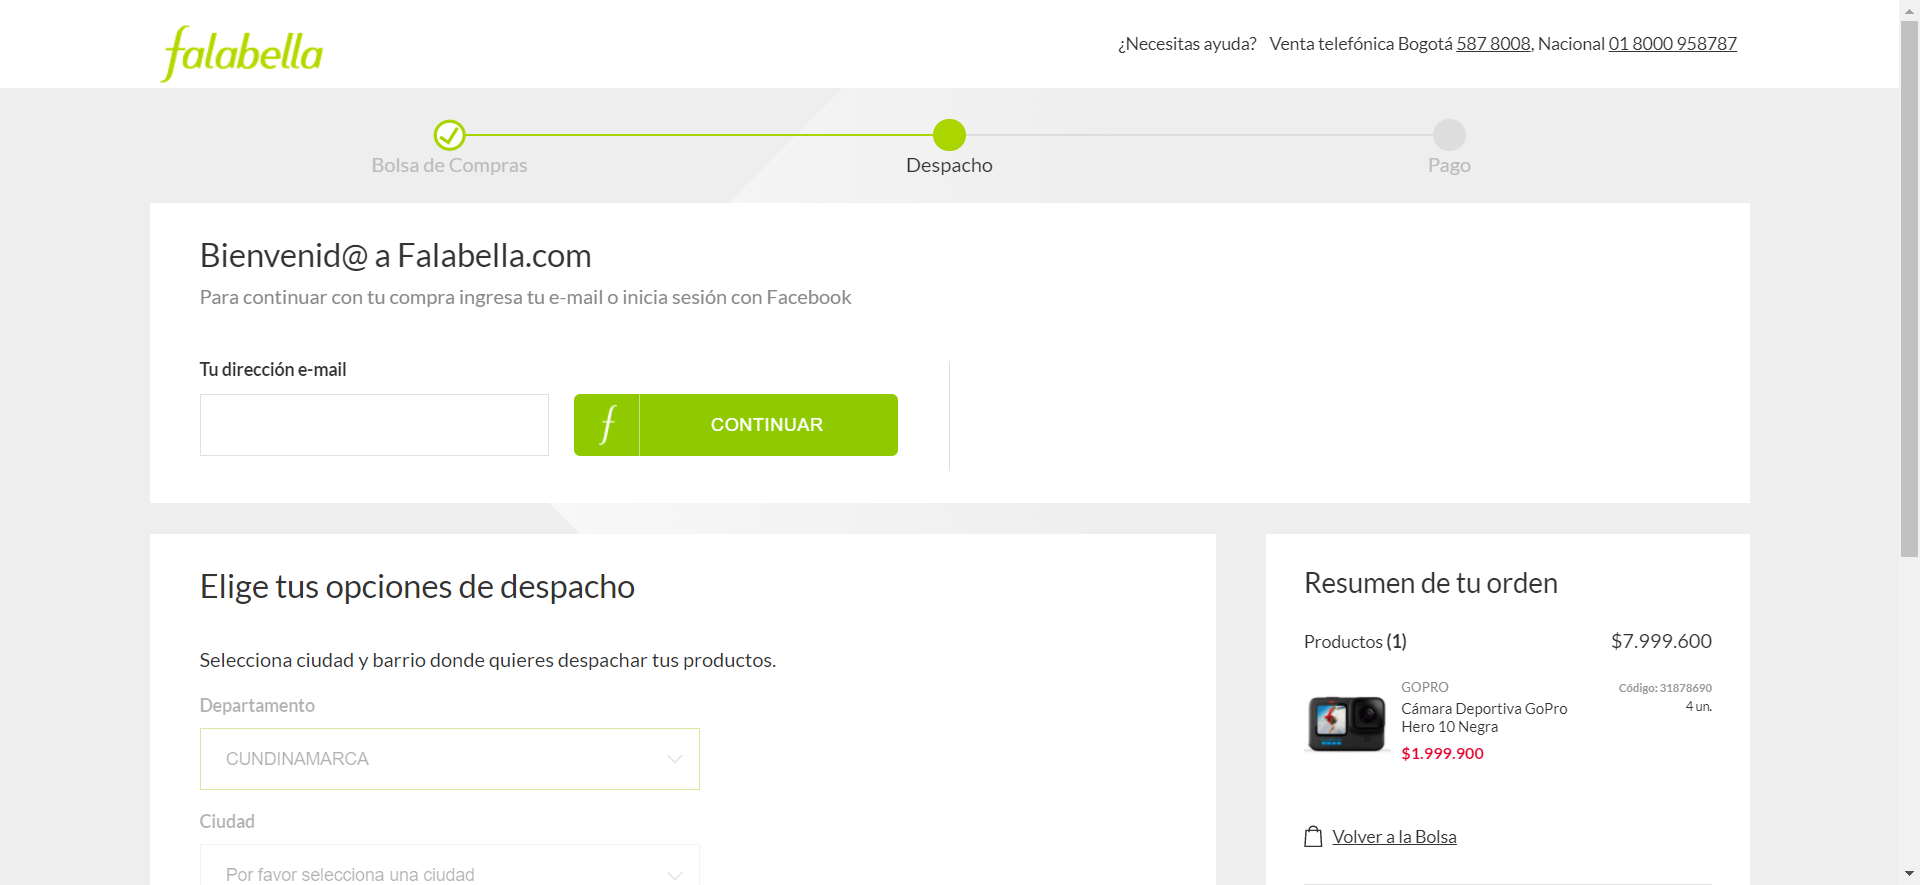 falabella
¿Necesitas ayuda? Venta telefónica Bogotá 587 8008, Nacional 01 8000 958787
Bolsa de Compras
Despacho
Pago
Bienvenid@ a Falabella.com
Para continuar con tu compra ingresa tu e-mail o inicia sesión con Facebook
Tu dirección e-mail
f CONTINUAR
Elige tus opciones de despacho
Selecciona ciudad y barrio donde quieres despachar tus productos.
Departamento
CUNDINAMARCA
Ciudad
Por favor selecciona una ciudad
Resumen de tu orden
Productos (1) $7.999.600
GOPRO Código: 31878690
Cámara Deportiva GoPro 4 un.
Hero 10 Negra
$1.999.900
Volver a la Bolsa